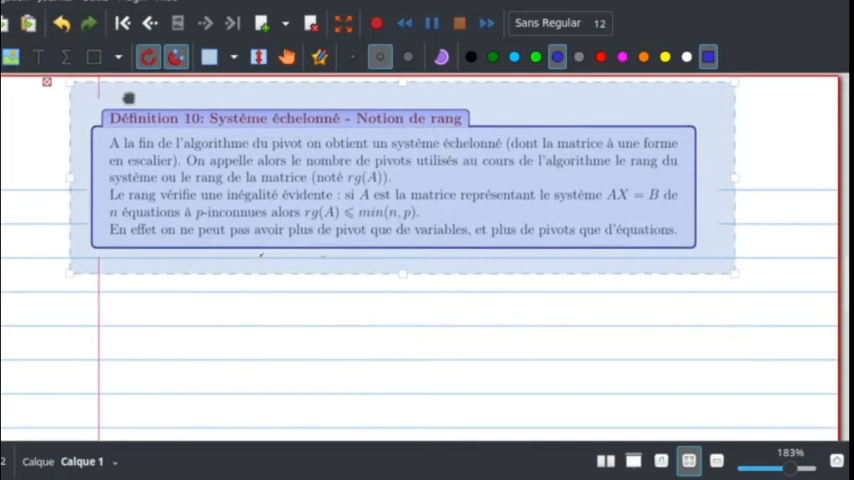 Sans Regular 12
Définition 10: Système échelonné - Notion de rang
A la fin de l'algorithme du pivot on obtient un système échelonné (dont la matrice à une forme
en escalier). On appelle alors le nombre de pivots utilisés au cours de l'algorithme le rang du
système ou le rang de la matrice (noté rg(A)).
Le rang vérifie une inégalité évidente : si A est la matrice représentant le système AX = B de
n équations à p-inconnues alors rg(A) ⩽ min(n, p).
En effet on ne peut pas avoir plus de pivot que de variables, et plus de pivots que d'équations.
2 Calque Calque 1
183%